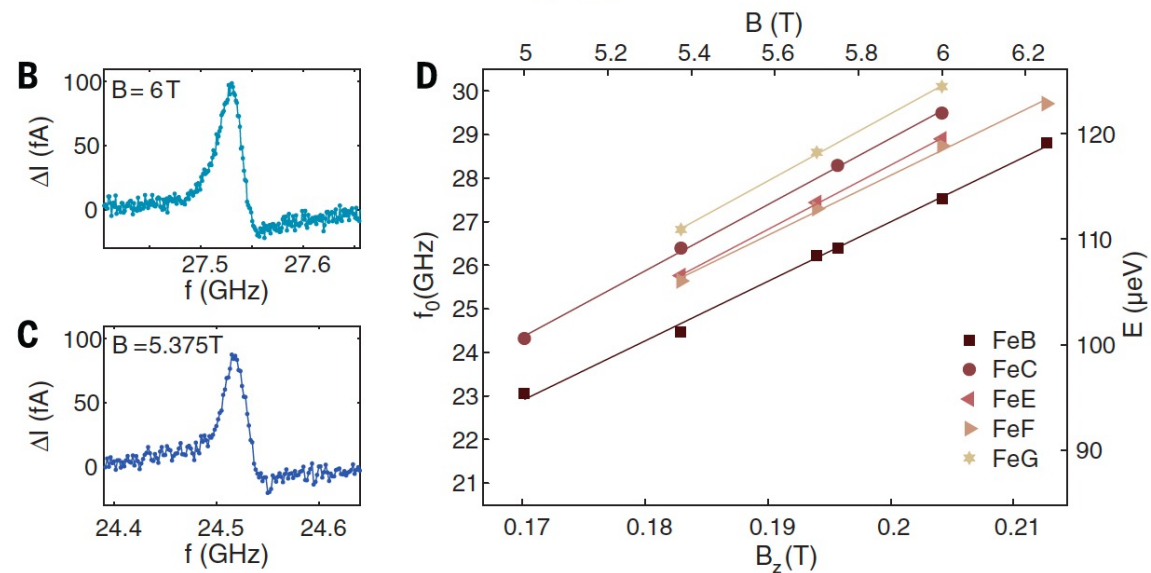 B
B = 6T
100
50
0
ΔI (fA)
27.5 27.6
f (GHz)
C
B =5.375T
100
50
0
ΔI (fA)
24.4 24.5 24.6
f (GHz)
D
B (T)
5 5.2 5.4 5.6 5.8 6 6.2
30
29
28
27
26
25
24
23
22
21
f₀(GHz)
120
110
100
90
E (µeV)
FeB
FeC
FeE
FeF
FeG
0.17 0.18 0.19 0.2 0.21
B_z(T)